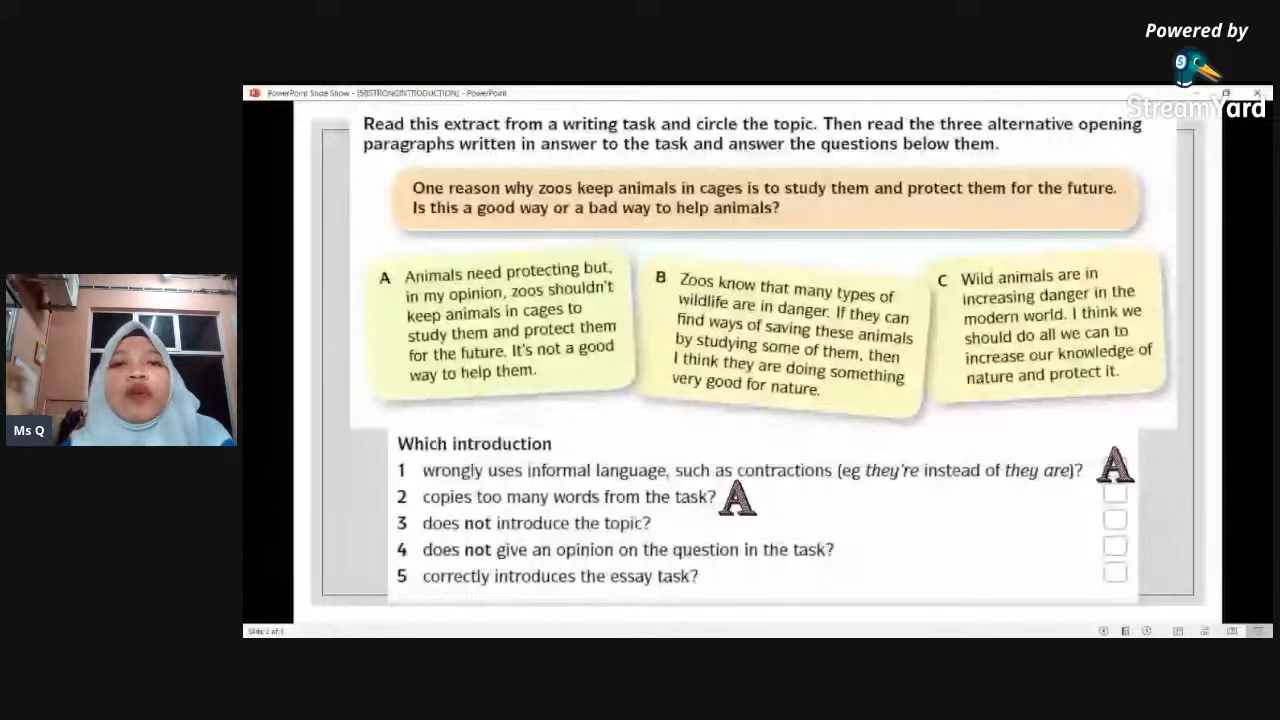 Powered by
StreamYard
PowerPoint Slide Show - [5BSTRONGINTRODUCTION] - PowerPoint
Read this extract from a writing task and circle the topic. Then read the three alternative opening
paragraphs written in answer to the task and answer the questions below them.
One reason why zoos keep animals in cages is to study them and protect them for the future.
Is this a good way or a bad way to help animals?
A Animals need protecting but,
in my opinion, zoos shouldn't
keep animals in cages to
study them and protect them
for the future. It's not a good
way to help them.
B Zoos know that many types of
wildlife are in danger. If they can
find ways of saving these animals
by studying some of them, then
I think they are doing something
very good for nature.
C Wild animals are in
increasing danger in the
modern world. I think we
should do all we can to
increase our knowledge of
nature and protect it.
Ms Q
Which introduction
1 wrongly uses informal language, such as contractions (eg they're instead of they are)? A
2 copies too many words from the task? A
3 does not introduce the topic?
4 does not give an opinion on the question in the task?
5 correctly introduces the essay task?